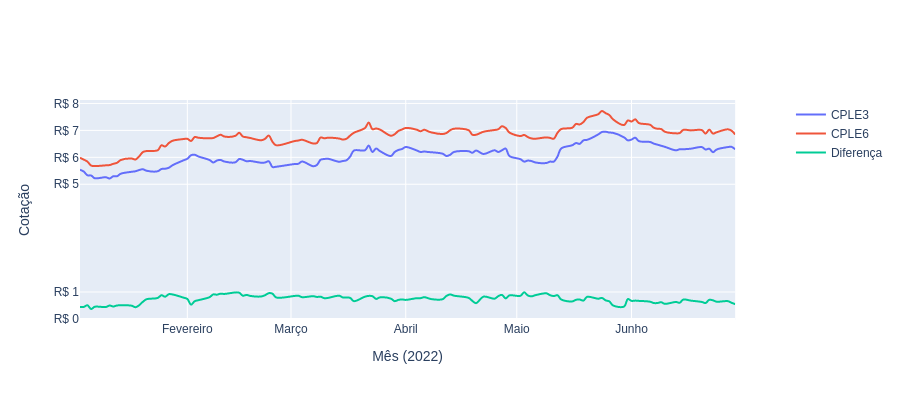 R$ 8
R$ 7
R$ 6
R$ 5
R$ 1
R$ 0
Cotação
Fevereiro
Março
Abril
Maio
Junho
Mês (2022)
CPLE3
CPLE6
Diferença